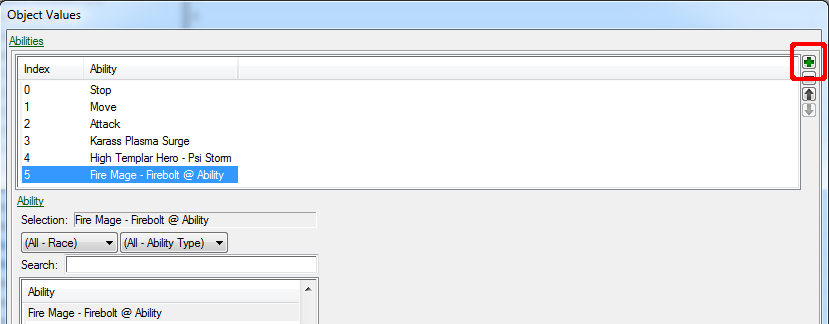 Object Values
Abilities
Index Ability
0 Stop
1 Move
2 Attack
3 Karass Plasma Surge
4 High Templar Hero - Psi Storm
5 Fire Mage - Firebolt @ Ability
Ability
Selection: Fire Mage - Firebolt @ Ability
(All - Race) (All - Ability Type)
Search:
Ability
Fire Mage - Firebolt @ Ability